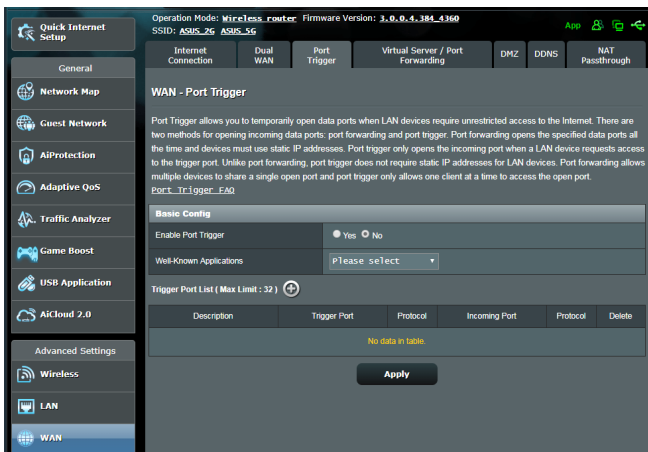 Quick Internet
Setup
General
Network Map
Guest Network
AiProtection
Adaptive QoS
Traffic Analyzer
Game Boost
USB Application
AiCloud 2.0
Advanced Settings
Wireless
LAN
WAN
Operation Mode: Wireless router Firmware Version: 3.0.0.4.384_4360
SSID: ASUS_2G ASUS_5G
App
Internet
Connection
Dual
WAN
Port
Trigger
Virtual Server / Port
Forwarding
DMZ
DDNS
NAT
Passthrough
WAN - Port Trigger
Port Trigger allows you to temporarily open data ports when LAN devices require unrestricted access to the Internet. There are
two methods for opening incoming data ports: port forwarding and port trigger. Port forwarding opens the specified data ports all
the time and devices must use static IP addresses. Port trigger only opens the incoming port when a LAN device requests access
to the trigger port. Unlike port forwarding, port trigger does not require static IP addresses for LAN devices. Port forwarding allows
multiple devices to share a single open port and port trigger only allows one client at a time to access the open port.
Port Trigger FAQ
Basic Config
Enable Port Trigger Yes No
Well-Known Applications Please select
Trigger Port List ( Max Limit : 32 )
Description Trigger Port Protocol Incoming Port Protocol Delete
No data in table.
Apply